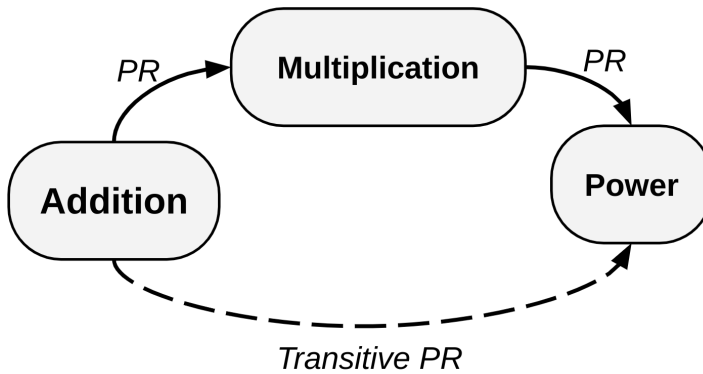 PR
Multiplication
PR
Addition
Power
Transitive PR